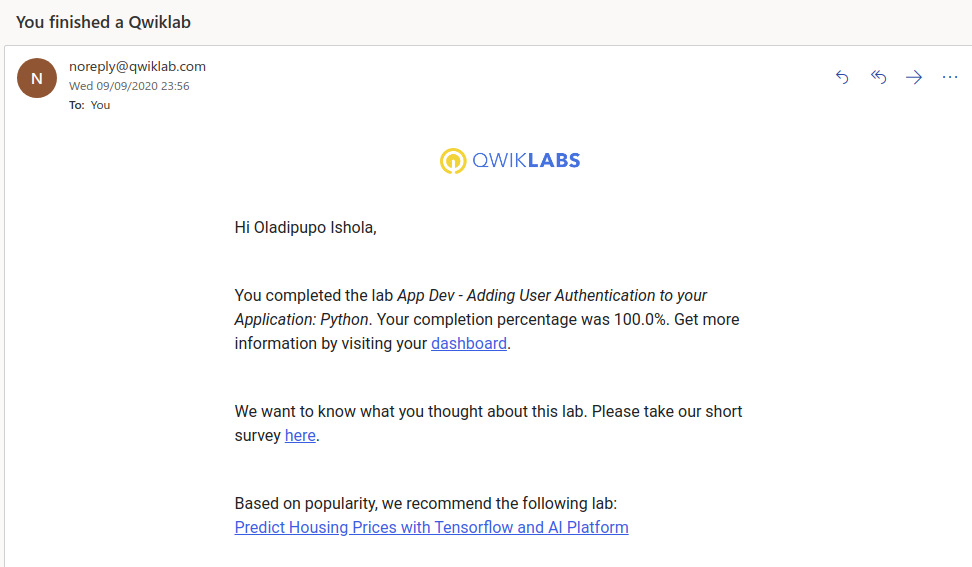 You finished a Qwiklab
N
noreply@qwiklab.com
Wed 09/09/2020 23:56
To: You
QWIKLABS
Hi Oladipupo Ishola,
You completed the lab App Dev - Adding User Authentication to your
Application: Python. Your completion percentage was 100.0%. Get more
information by visiting your dashboard.
We want to know what you thought about this lab. Please take our short
survey here.
Based on popularity, we recommend the following lab:
Predict Housing Prices with Tensorflow and AI Platform